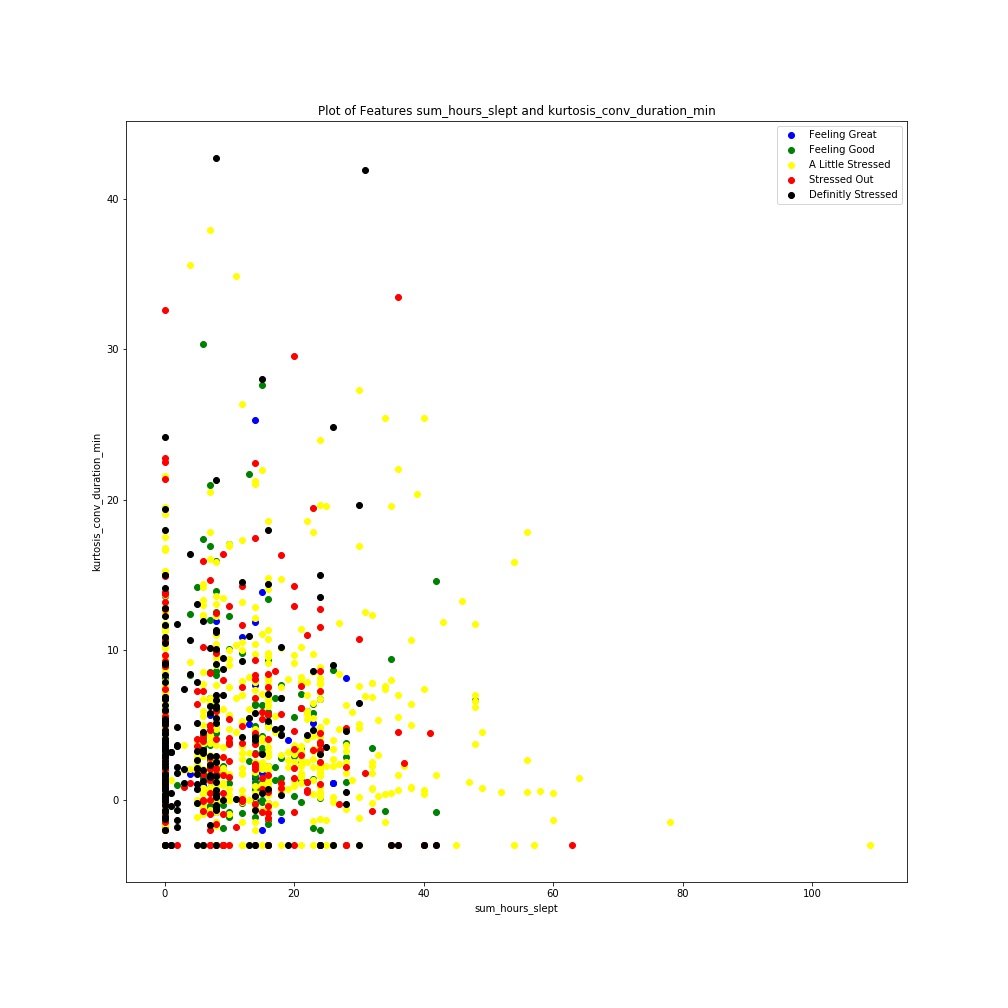 Plot of Features sum_hours_slept and kurtosis_conv_duration_min
Feeling Great
Feeling Good
A Little Stressed
Stressed Out
Definitly Stressed
kurtosis_conv_duration_min
40
30
20
10
0
0 20 40 60 80 100
sum_hours_slept